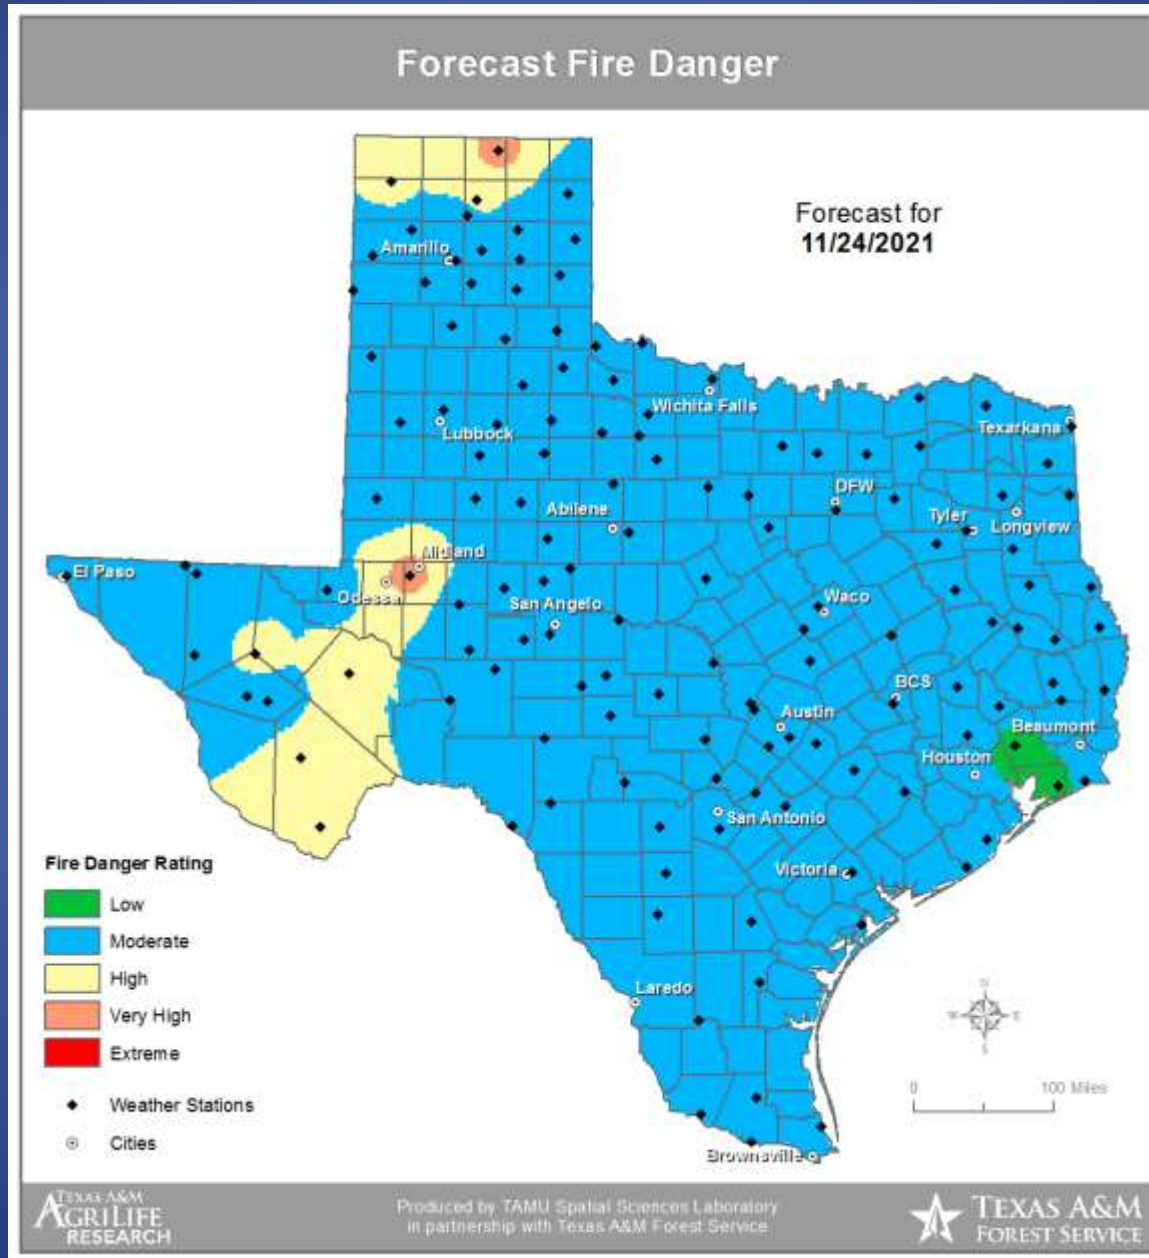 Forecast Fire Danger
Forecast for
11/24/2021
Amarillo
Wichita Falls
Lubbock
Texarkana
DFW
Abilene
Tyler
Longview
Midland
El Paso
Odessa
San Angelo
Waco
BCS
Austin
Beaumont
Houston
San Antonio
Victoria
Laredo
Brownsville
Fire Danger Rating
Low
Moderate
High
Very High
Extreme
Weather Stations
Cities
N
W E
S
0 100 Miles
TEXAS A&M
AGRILIFE
RESEARCH
Produced by TAMU Spatial Sciences Laboratory
in partnership with Texas A&M Forest Service
TEXAS A&M
FOREST SERVICE